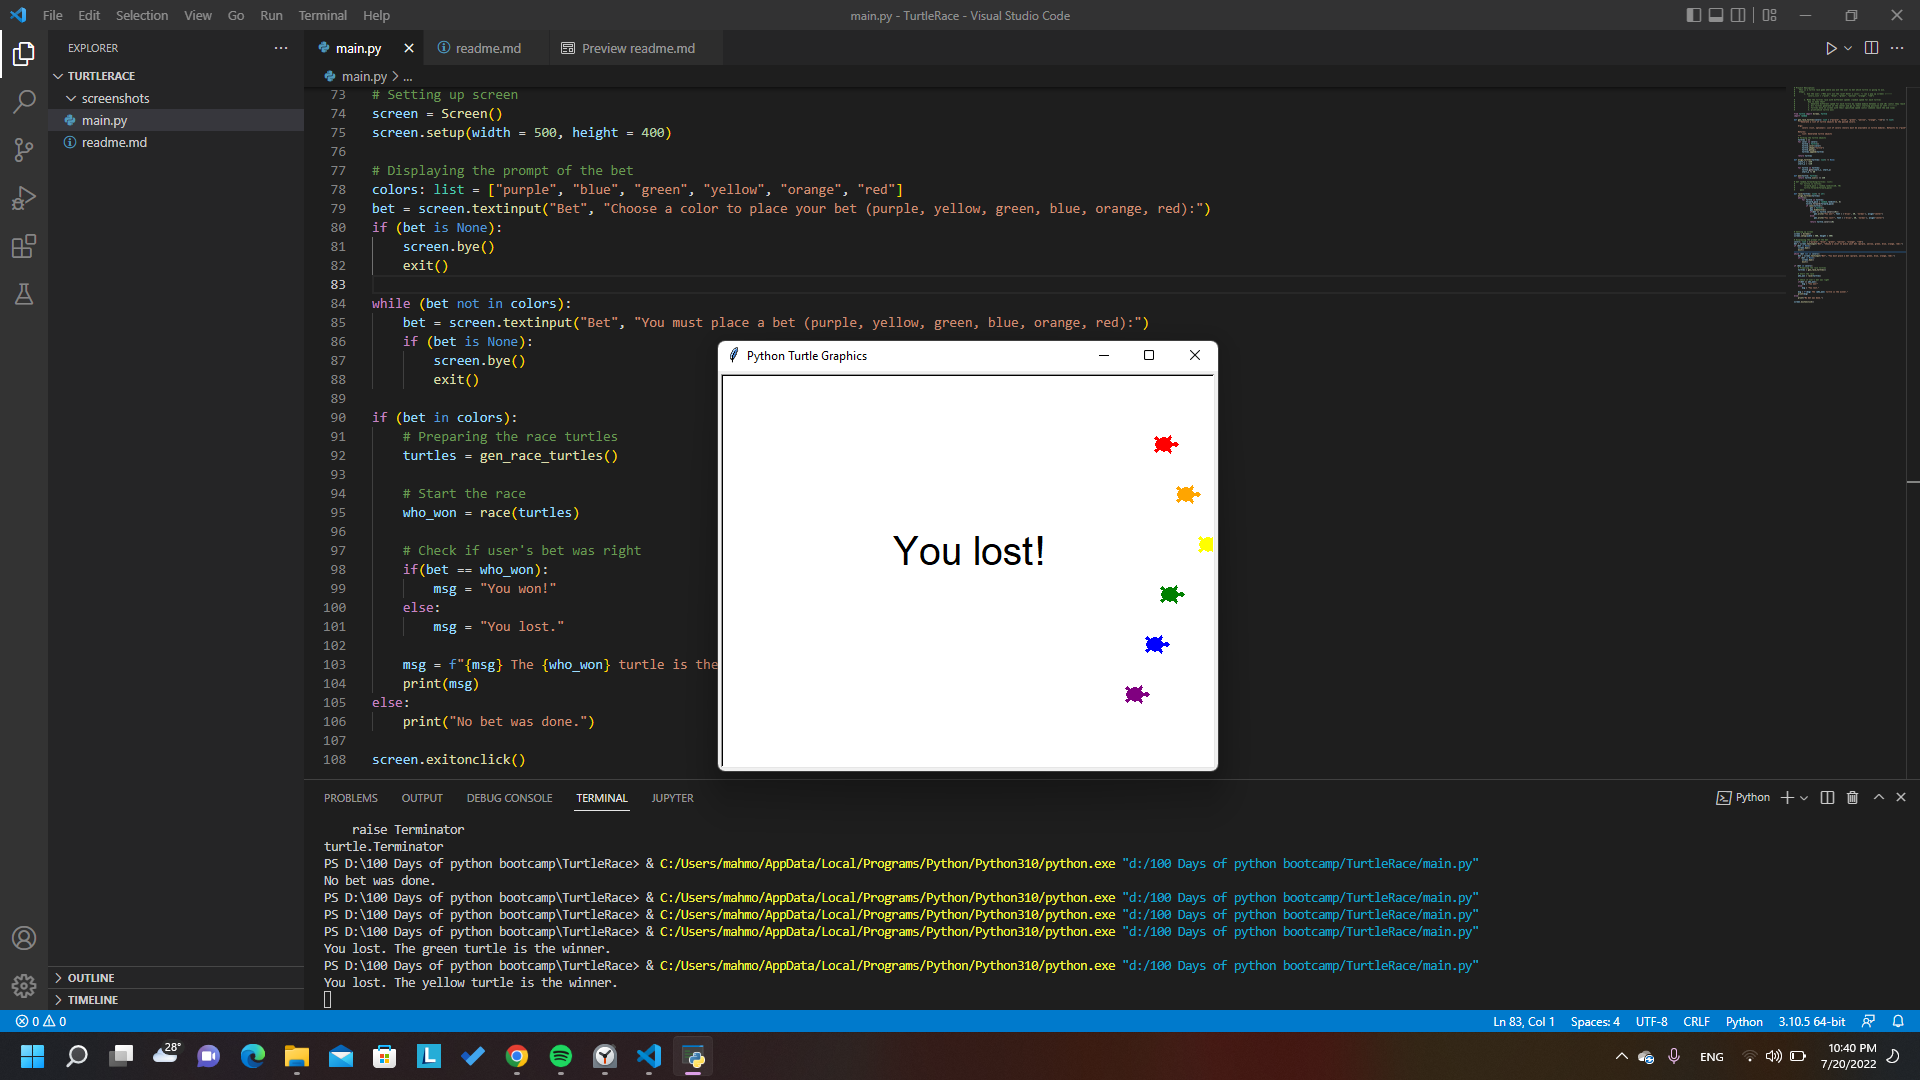 File Edit Selection View Go Run Terminal Help
main.py - TurtleRace - Visual Studio Code
EXPLORER
TURTLERACE
screenshots
main.py
readme.md
main.py
readme.md
Preview readme.md
main.py > ...
73 # Setting up screen
74 screen = Screen()
75 screen.setup(width = 500, height = 400)
76
77 # Displaying the prompt of the bet
78 colors: list = ["purple", "blue", "green", "yellow", "orange", "red"]
79 bet = screen.textinput("Bet", "Choose a color to place your bet (purple, yellow, green, blue, orange, red):")
80 if (bet is None):
81 screen.bye()
82 exit()
83
84 while (bet not in colors):
85 bet = screen.textinput("Bet", "You must place a bet (purple, yellow, green, blue, orange, red):")
86 if (bet is None):
87 screen.bye()
88 exit()
89
90 if (bet in colors):
91 # Preparing the race turtles
92 turtles = gen_race_turtles()
93
94 # Start the race
95 who_won = race(turtles)
96
97 # Check if user's bet was right
98 if(bet == who_won):
99 msg = "You won!"
100 else:
101 msg = "You lost."
102
103 msg = f"{msg} The {who_won} turtle is the
104 print(msg)
105 else:
106 print("No bet was done.")
107
108 screen.exitonclick()
Python Turtle Graphics
You lost!
PROBLEMS OUTPUT DEBUG CONSOLE TERMINAL JUPYTER
Python
raise Terminator
turtle.Terminator
PS D:\100 Days of python bootcamp\TurtleRace> & C:/Users/mahmo/AppData/Local/Programs/Python/Python310/python.exe "d:/100 Days of python bootcamp/TurtleRace/main.py"
No bet was done.
PS D:\100 Days of python bootcamp\TurtleRace> & C:/Users/mahmo/AppData/Local/Programs/Python/Python310/python.exe "d:/100 Days of python bootcamp/TurtleRace/main.py"
PS D:\100 Days of python bootcamp\TurtleRace> & C:/Users/mahmo/AppData/Local/Programs/Python/Python310/python.exe "d:/100 Days of python bootcamp/TurtleRace/main.py"
PS D:\100 Days of python bootcamp\TurtleRace> & C:/Users/mahmo/AppData/Local/Programs/Python/Python310/python.exe "d:/100 Days of python bootcamp/TurtleRace/main.py"
You lost. The green turtle is the winner.
PS D:\100 Days of python bootcamp\TurtleRace> & C:/Users/mahmo/AppData/Local/Programs/Python/Python310/python.exe "d:/100 Days of python bootcamp/TurtleRace/main.py"
You lost. The yellow turtle is the winner.
OUTLINE
TIMELINE
0 0
Ln 83, Col 1 Spaces: 4 UTF-8 CRLF Python 3.10.5 64-bit
28°
L
ENG
10:40 PM
7/20/2022